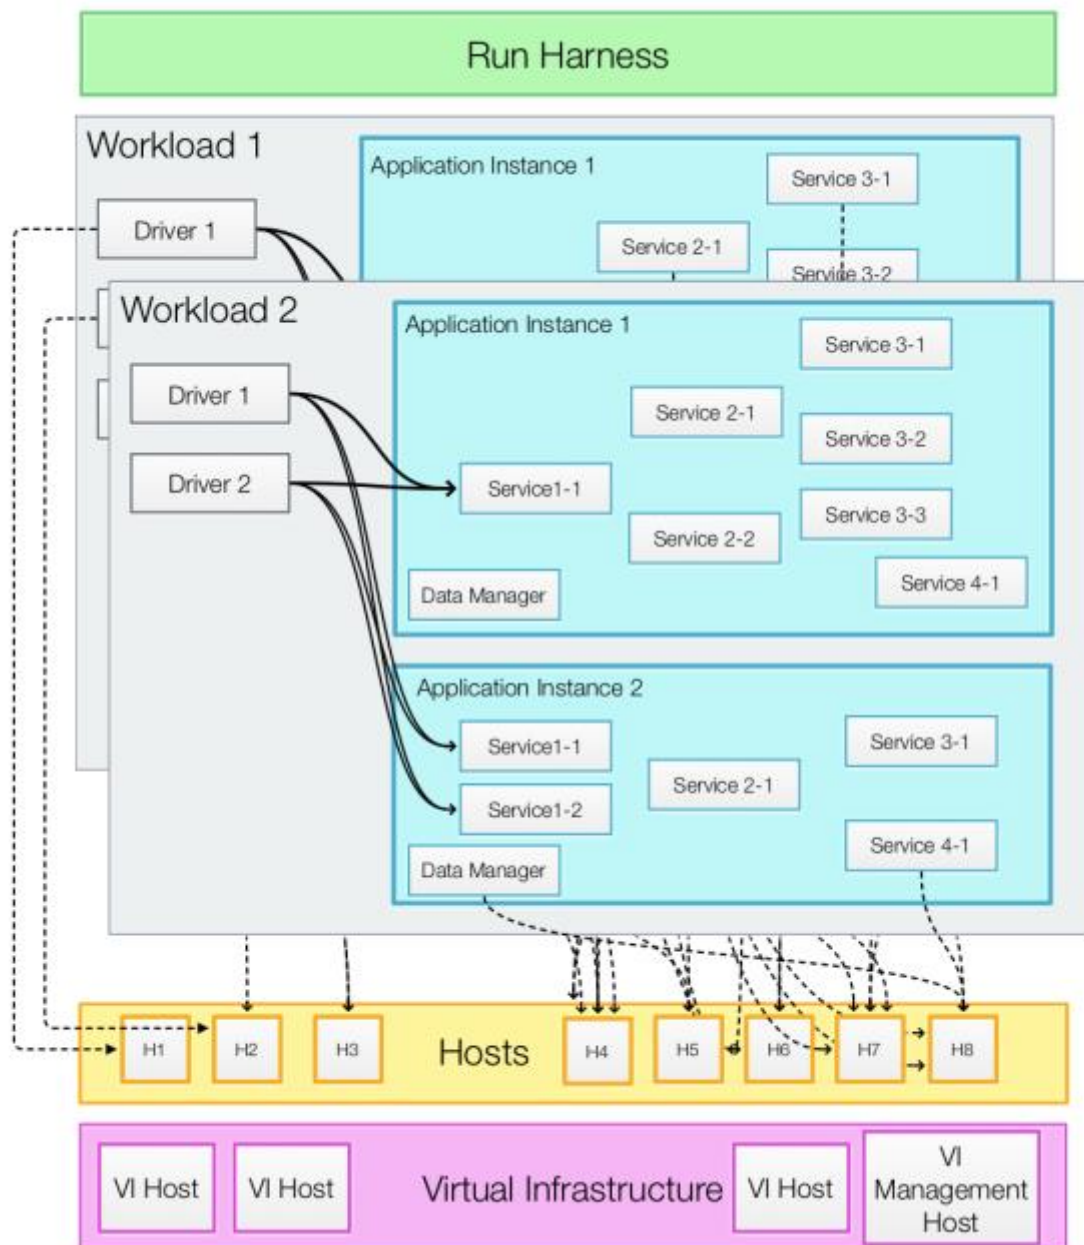 Run Harness
Workload 1
Application Instance 1
Service 3-1
Driver 1
Service 2-1
Service 3-2
Workload 2
Application Instance 1
Service 3-1
Driver 1
Service 2-1
Service 3-2
Driver 2
Service1-1
Service 3-3
Service 2-2
Service 4-1
Data Manager
Application Instance 2
Service1-1
Service 3-1
Service 2-1
Service1-2
Service 4-1
Data Manager
H1
H2
H3
Hosts
H4
H5
H6
H7
H8
VI Host
VI Host
Virtual Infrastructure
VI Host
VI
Management
Host